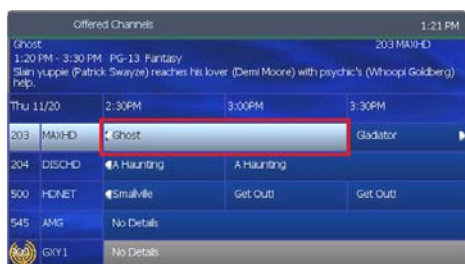 Offered Channels 1:21 PM
Ghost 203 MAXHD
1:20 PM - 3:30 PM PG-13 Fantasy
Slain yuppie (Patrick Swayze) reaches his lover (Demi Moore) with psychic's (Whoopi Goldberg)
help.
Thu 11/20 2:30PM 3:00PM 3:30PM
203 MAXHD Ghost Gladiator
204 DISCHD A Haunting A Haunting
500 HDNET Smallville Get Out! Get Out!
545 AMG No Details
GXY1 No Details